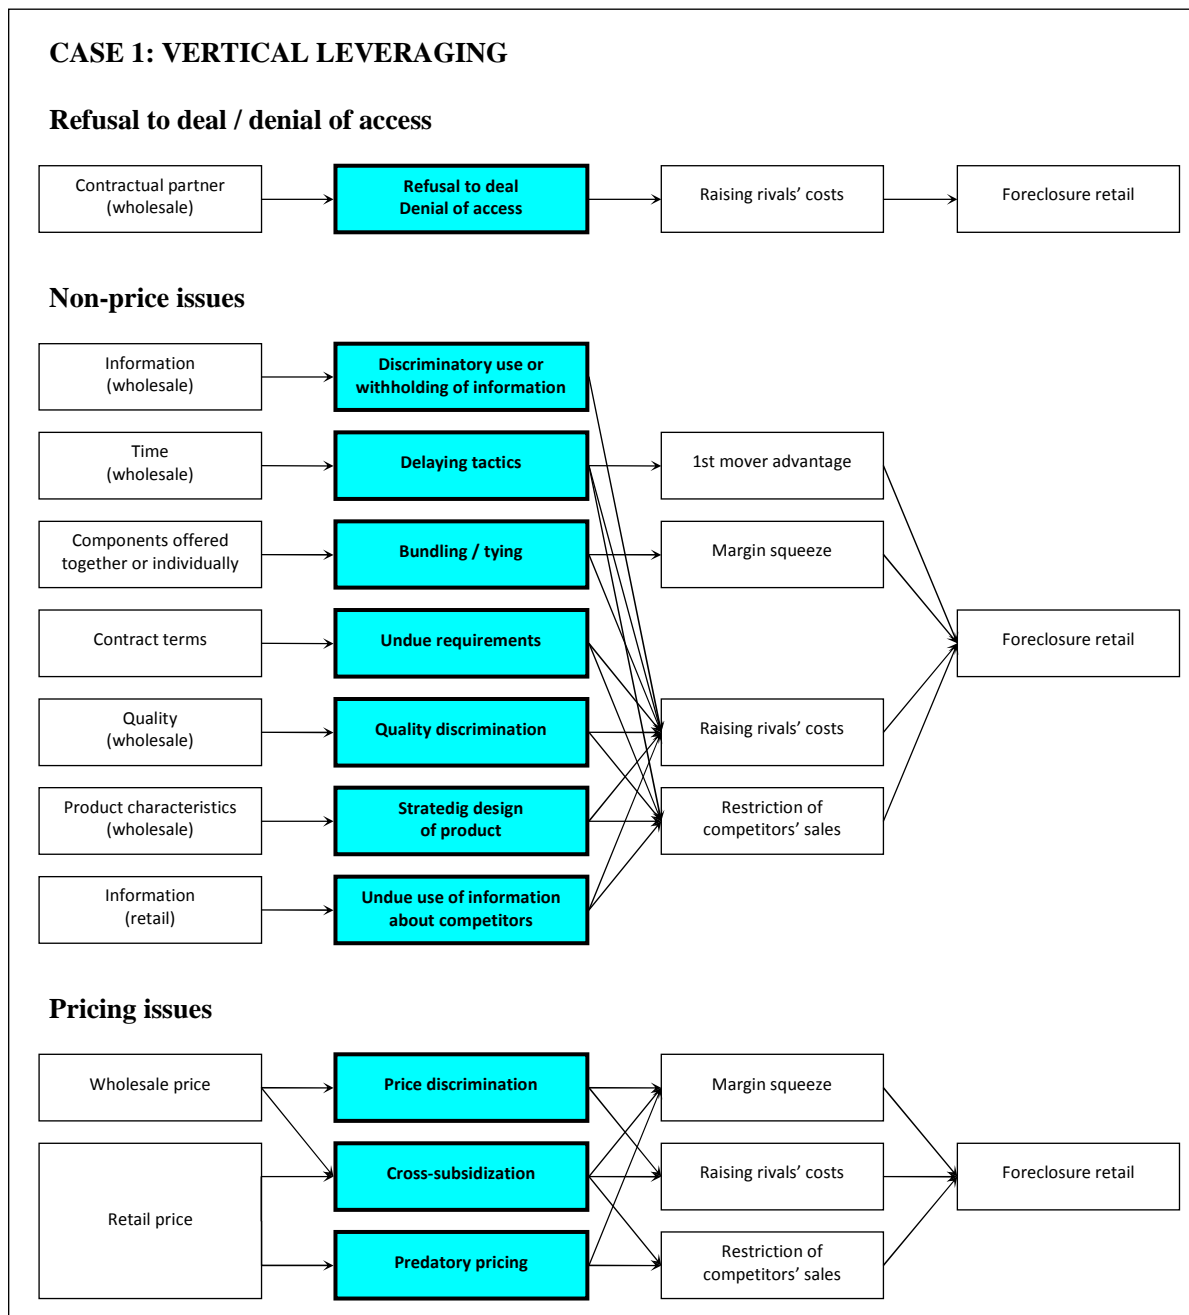 CASE 1: VERTICAL LEVERAGING
Refusal to deal / denial of access
Contractual partner
(wholesale)
Refusal to deal
Denial of access
Raising rivals’ costs
Foreclosure retail
Non-price issues
Information
(wholesale)
Discriminatory use or
withholding of information
Time
(wholesale)
Delaying tactics
1st mover advantage
Components offered
together or individually
Bundling / tying
Margin squeeze
Contract terms
Undue requirements
Foreclosure retail
Quality
(wholesale)
Quality discrimination
Raising rivals’ costs
Product characteristics
(wholesale)
Stratedig design
of product
Restriction of
competitors’ sales
Information
(retail)
Undue use of information
about competitors
Pricing issues
Wholesale price
Price discrimination
Margin squeeze
Retail price
Cross-subsidization
Raising rivals’ costs
Foreclosure retail
Predatory pricing
Restriction of
competitors’ sales